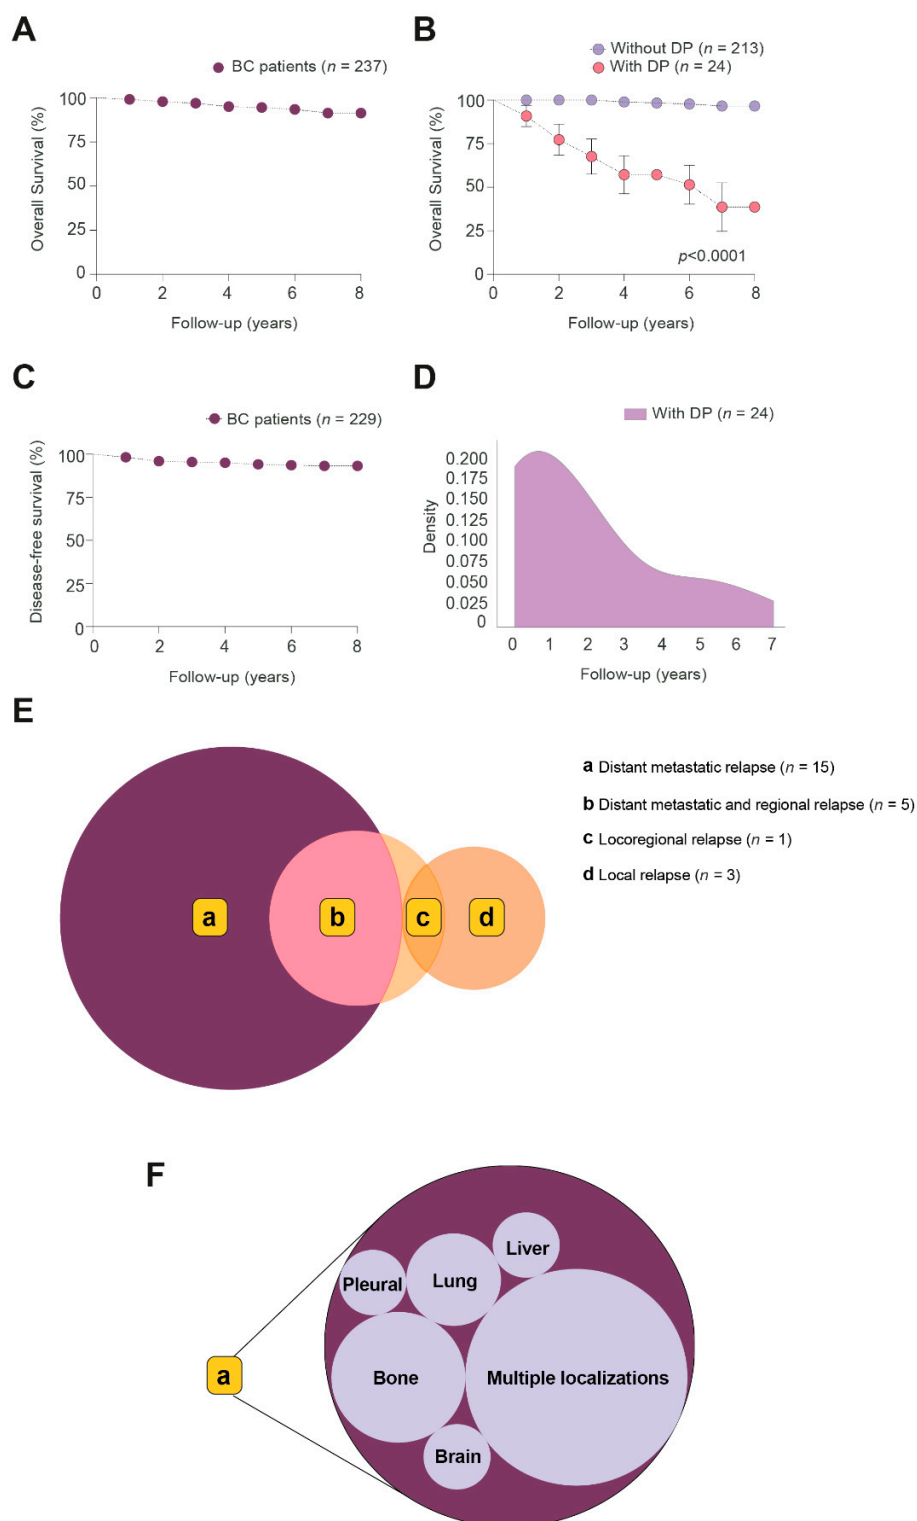 A
BC patients (n = 237)
Overall Survival (%)
100
75
50
25
0
0 2 4 6 8
Follow-up (years)
B
Without DP (n = 213)
With DP (n = 24)
Overall Survival (%)
100
75
50
25
0
p<0.0001
0 2 4 6 8
Follow-up (years)
C
BC patients (n = 229)
Disease-free survival (%)
100
75
50
25
0
0 2 4 6 8
Follow-up (years)
D
With DP (n = 24)
Density
0.200
0.175
0.150
0.125
0.100
0.075
0.050
0.025
0
0 1 2 3 4 5 6 7
Follow-up (years)
E
a b c d
a Distant metastatic relapse (n = 15)
b Distant metastatic and regional relapse (n = 5)
c Locoregional relapse (n = 1)
d Local relapse (n = 3)
F
a
Liver
Pleural
Lung
Bone
Multiple localizations
Brain